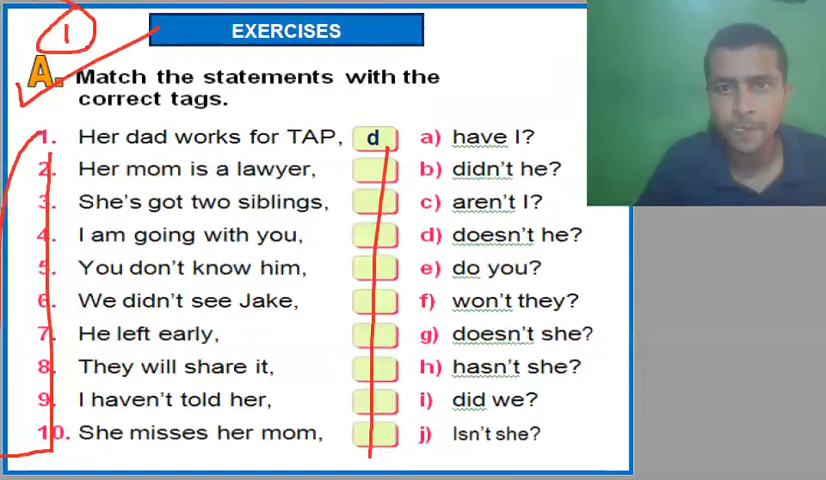 1
EXERCISES
A. Match the statements with the
correct tags.
1. Her dad works for TAP, d a) have I?
2. Her mom is a lawyer, b) didn't he?
3. She's got two siblings, c) aren't I?
4. I am going with you, d) doesn't he?
5. You don't know him, e) do you?
6. We didn't see Jake, f) won't they?
7. He left early, g) doesn't she?
8. They will share it, h) hasn't she?
9. I haven't told her, i) did we?
10. She misses her mom, j) Isn't she?